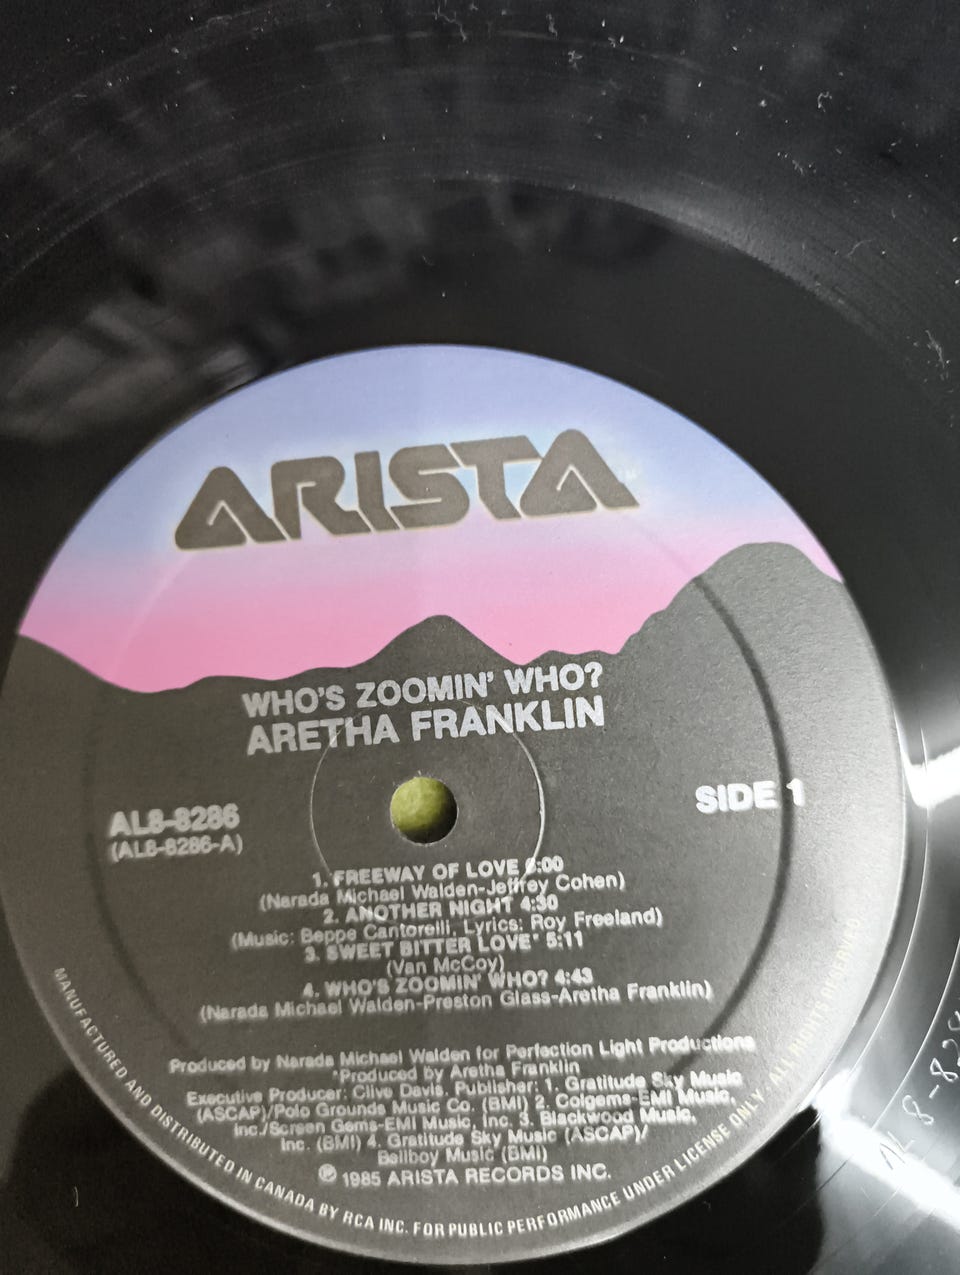 ARISTA
WHO'S ZOOMIN' WHO?
ARETHA FRANKLIN
SIDE 1
AL8-8286
(AL8-8286-A)
1. FREEWAY OF LOVE :00
(Narada Michael Walden-Jeffrey Cohen)
2. ANOTHER NIGHT 4:30
(Music: Beppe Cantorelli, Lyrics: Roy Freeland)
3. SWEET BITTER LOVE* 5:11
(Van McCoy)
4. WHO'S ZOOMIN' WHO? 4:43
(Narada Michael Walden-Preston Glass-Aretha Franklin)
Produced by Narada Michael Walden for Perfection Light Productions
*Produced by Aretha Franklin
Executive Producer: Clive Davis. Publisher: 1. Gratitude Sky Music
(ASCAP)/Polo Grounds Music Co. (BMI) 2. Colgems-EMI Music,
Inc./Screen Gems-EMI Music, Inc. 3. Blackwood Music,
Inc. (BMI) 4. Gratitude Sky Music (ASCAP)/
Bellboy Music (BMI)
℗ 1985 ARISTA RECORDS INC.
MANUFACTURED AND DISTRIBUTED IN CANADA BY RCA INC. FOR PUBLIC PERFORMANCE UNDER LICENSE ONLY ALL RIGHTS RESERVED